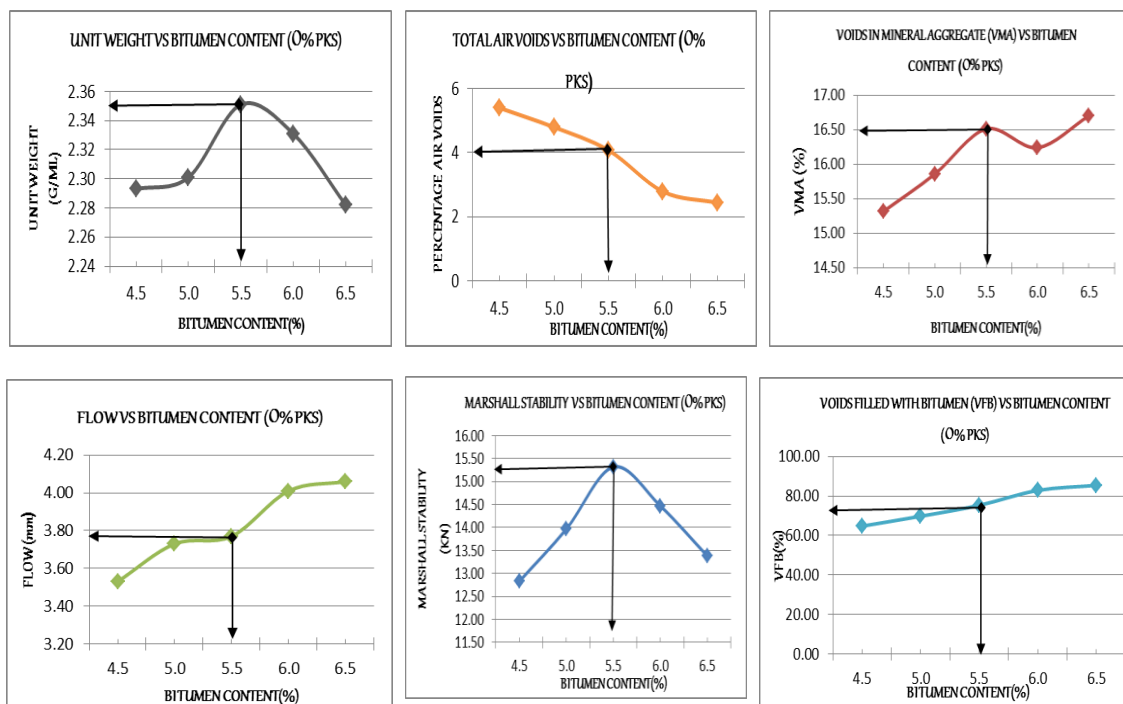 UNIT WEIGHT VS BITUMEN CONTENT (0% PKS)
2.36
2.34
2.32
2.30
2.28
2.26
2.24
UNIT WEIGHT
(G/ML)
4.5 5.0 5.5 6.0 6.5
BITUMEN CONTENT(%)
TOTAL AIR VOIDS VS BITUMEN CONTENT (0%
PKS)
6
4
2
0
PERCENTAGE AIR VOIDS
4.5 5.0 5.5 6.0 6.5
BITUMEN CONTENT(%)
VOIDS IN MINERAL AGGREGATE (VMA) VS BITUMEN
CONTENT (0% PKS)
17.00
16.50
16.00
15.50
15.00
14.50
VMA (%)
4.5 5.0 5.5 6.0 6.5
BITUMEN CONTENT(%)
FLOW VS BITUMEN CONTENT (0% PKS)
4.20
4.00
3.80
3.60
3.40
3.20
FLOW (mm)
4.5 5.0 5.5 6.0 6.5
BITUMEN CONTENT(%)
MARSHALL STABILITY VS BITUMEN CONTENT (0% PKS)
16.00
15.50
15.00
14.50
14.00
13.50
13.00
12.50
12.00
11.50
MARSHALL STABILITY
(KN)
4.5 5.0 5.5 6.0 6.5
BITUMEN CONTENT(%)
VOIDS FILLED WITH BITUMEN (VFB) VS BITUMEN CONTENT
(0% PKS)
100.00
80.00
60.00
40.00
20.00
0.00
VFB(%)
4.5 5.0 5.5 6.0 6.5
BITUMEN CONTENT(%)